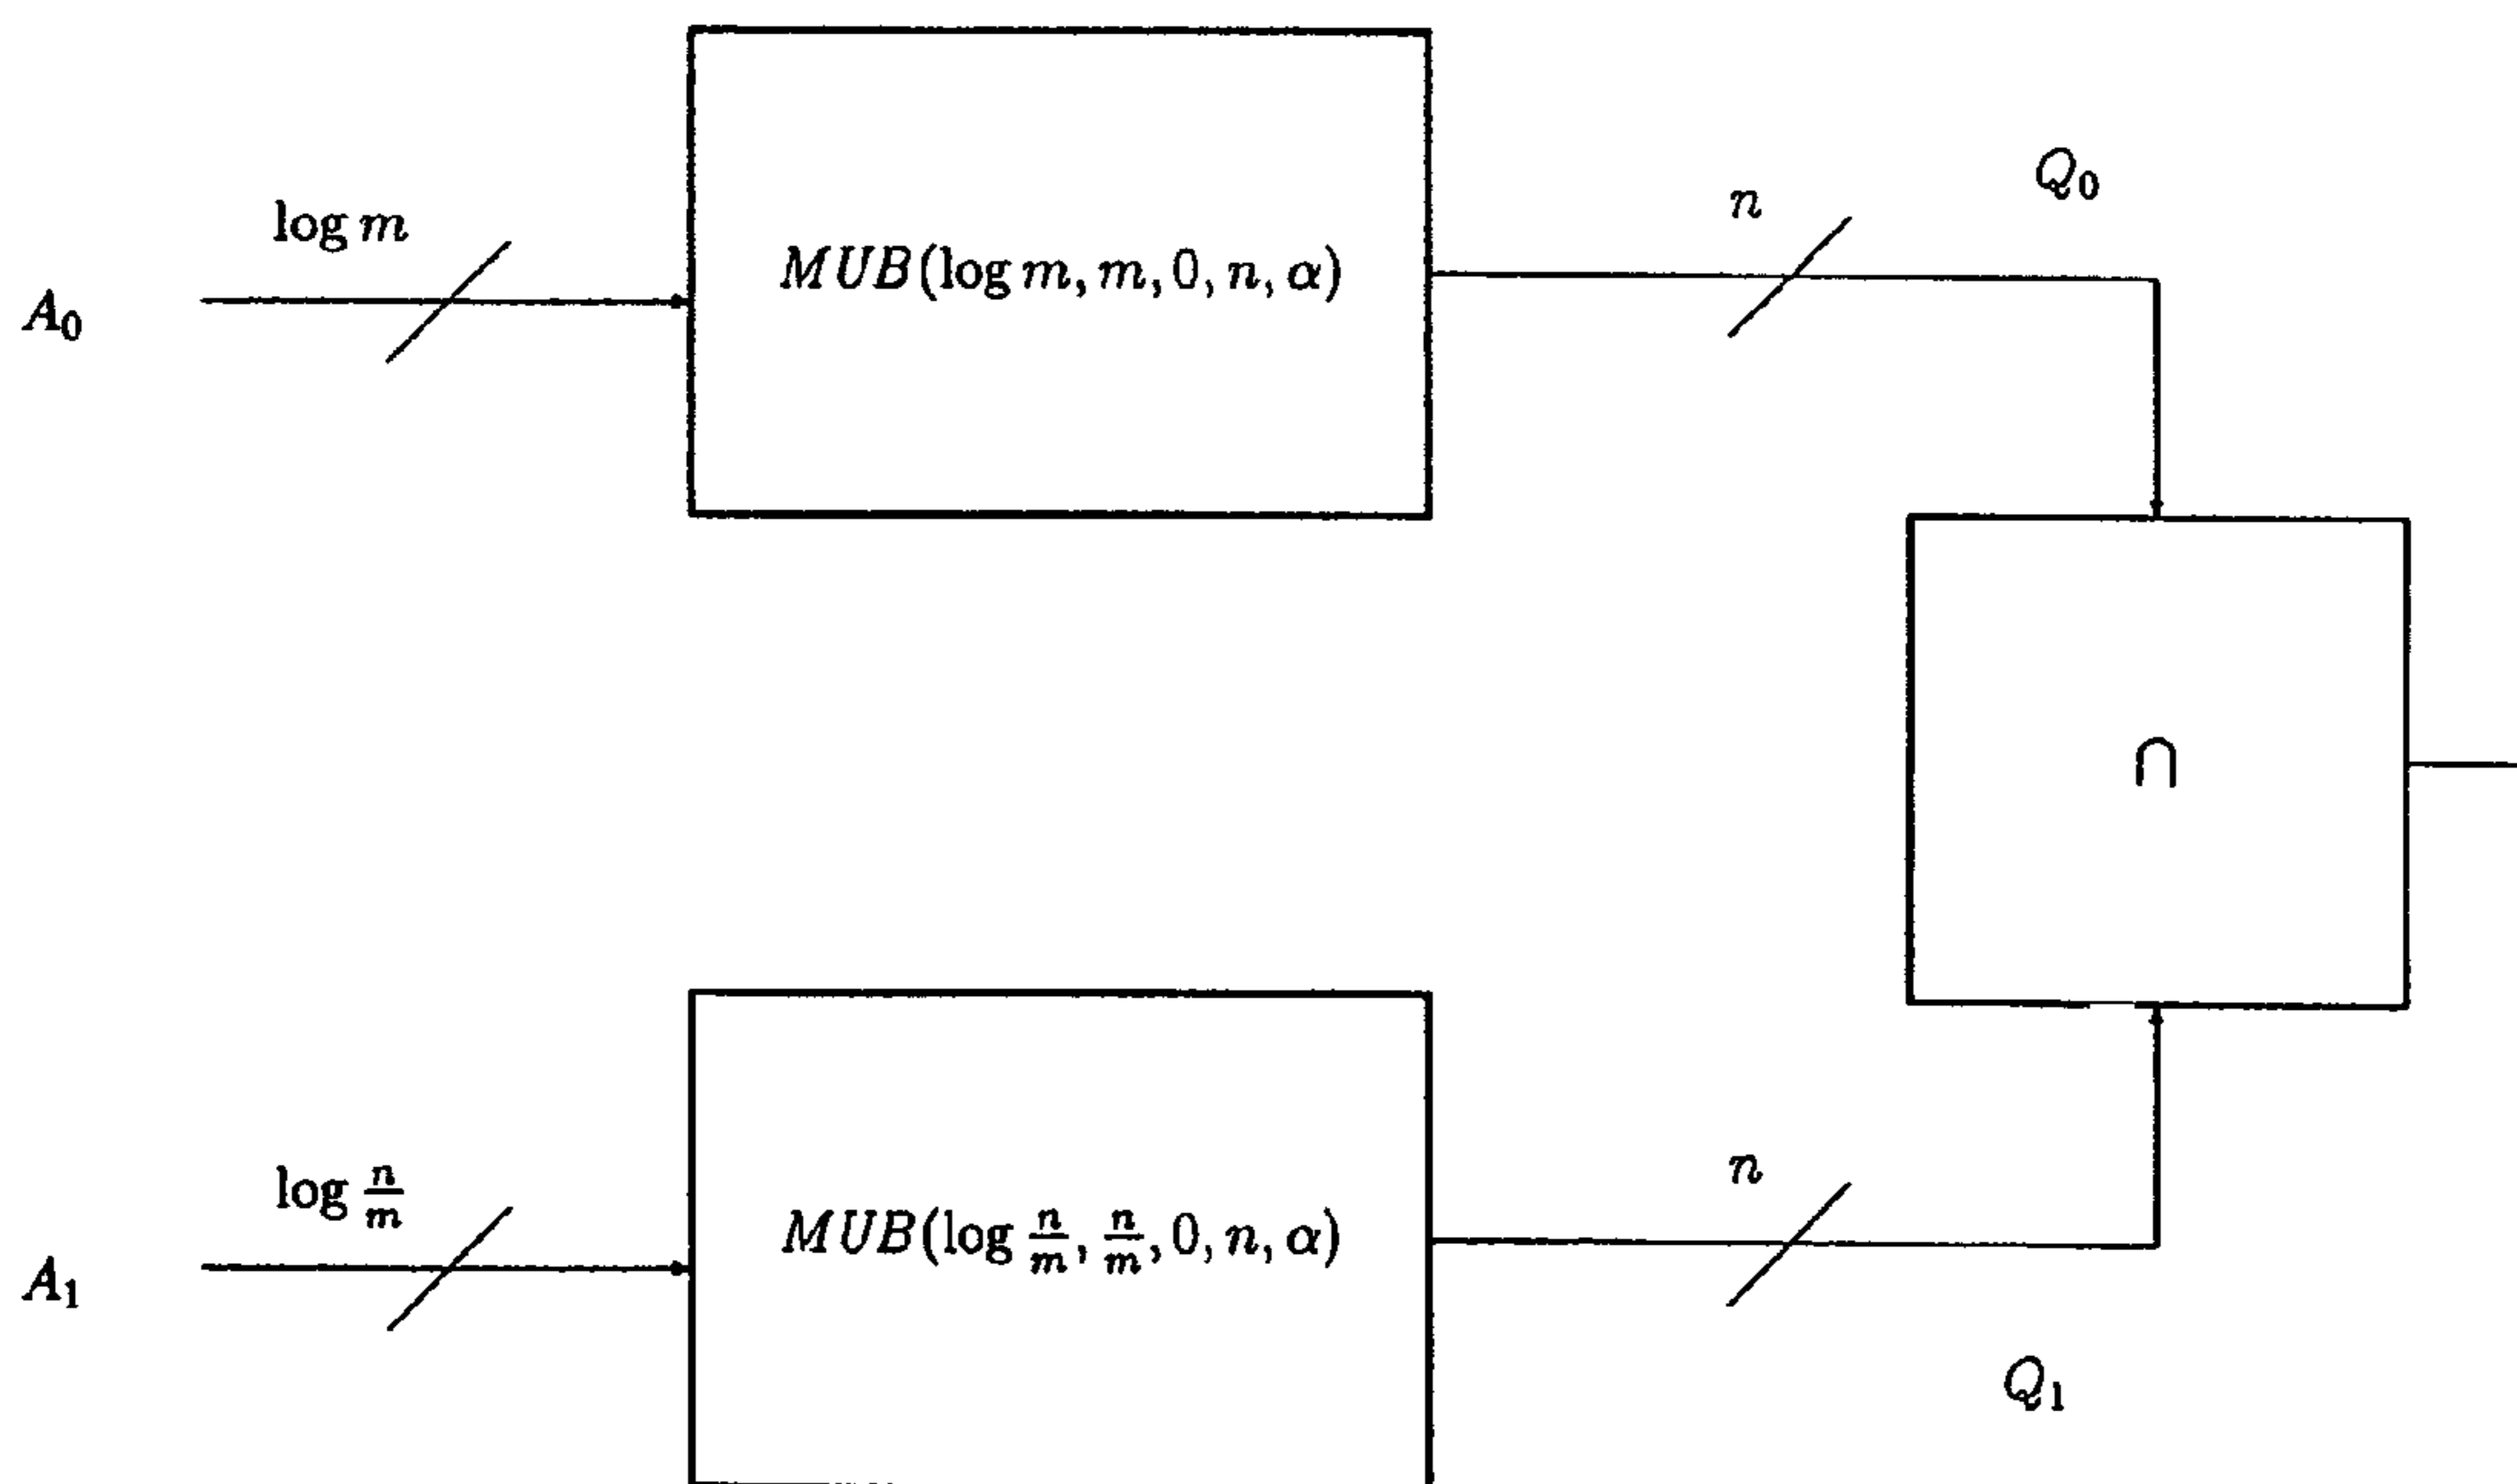 Q₀
n
log m
MUB(log m, m, 0, n, α)
A₀
∩
n
log n/m
MUB(log n/m, n/m, 0, n, α)
A₁
Q₁